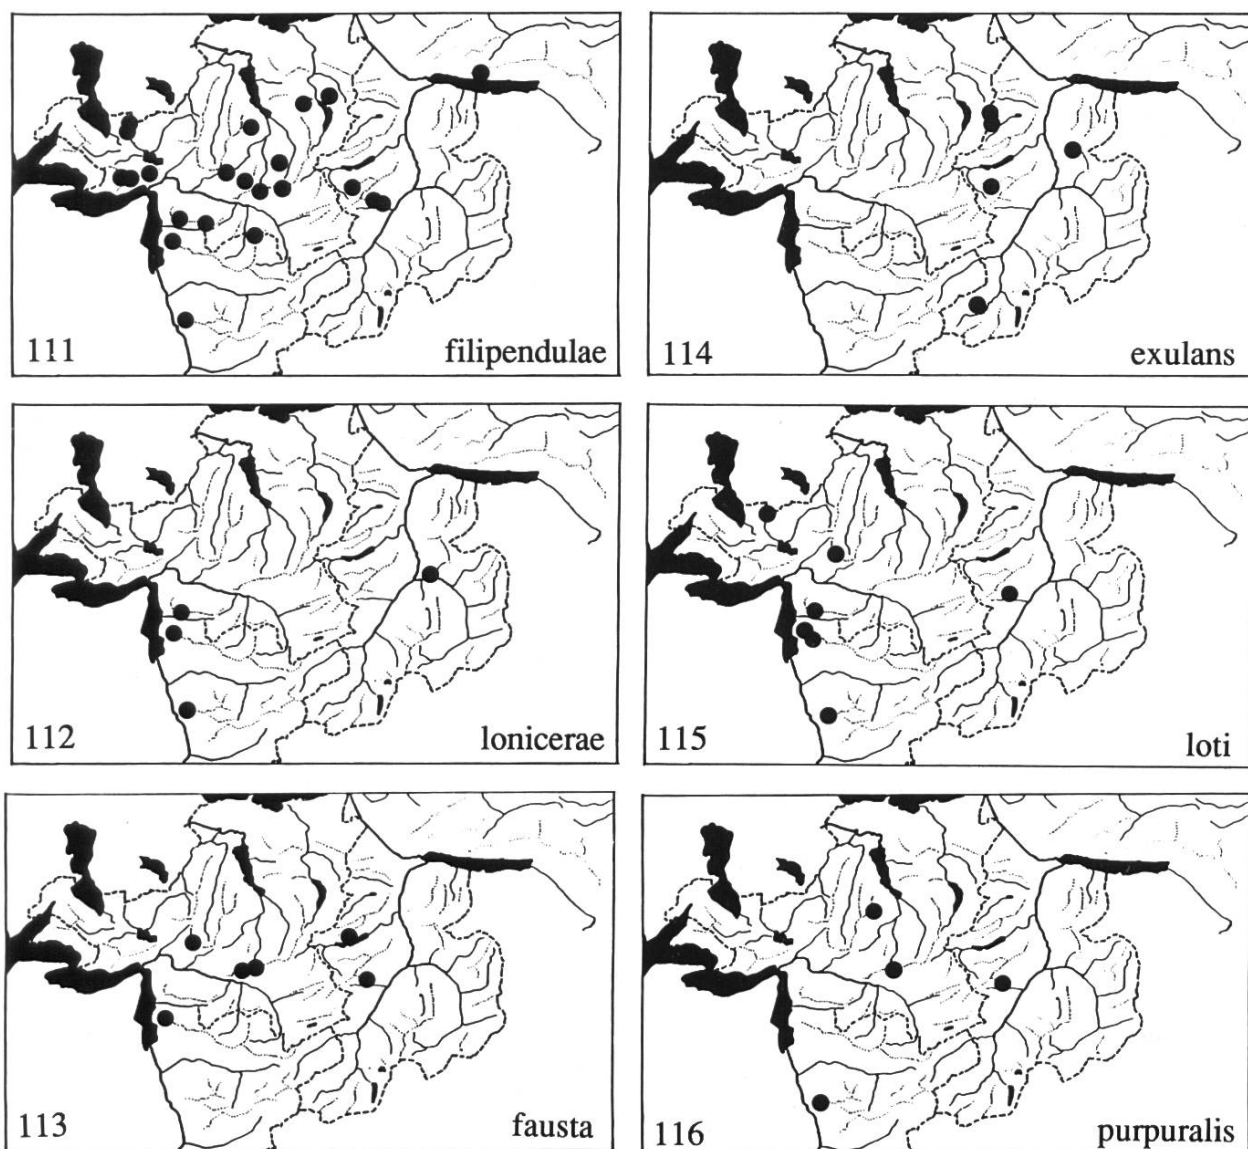 111 filipendulae
114 exulans
112 lonicerae
115 loti
113 fausta
116 purpuralis